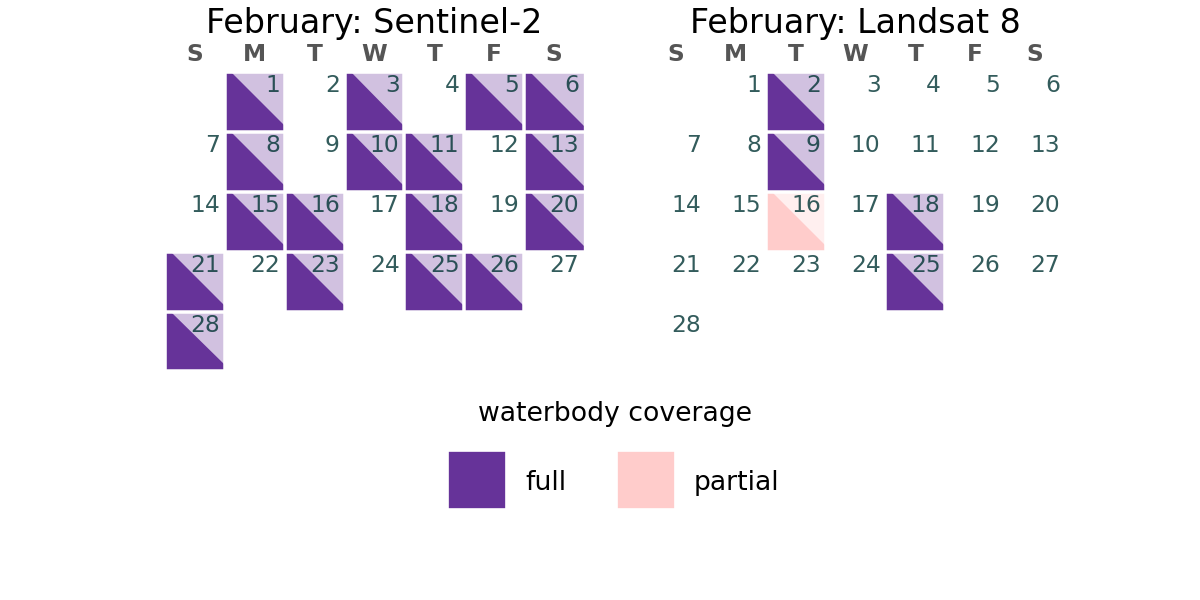 February: Sentinel-2
S M T W T F S
1 2 3 4 5 6
7 8 9 10 11 12 13
14 15 16 17 18 19 20
21 22 23 24 25 26 27
28
February: Landsat 8
S M T W T F S
1 2 3 4 5 6
7 8 9 10 11 12 13
14 15 16 17 18 19 20
21 22 23 24 25 26 27
28
waterbody coverage
full
partial